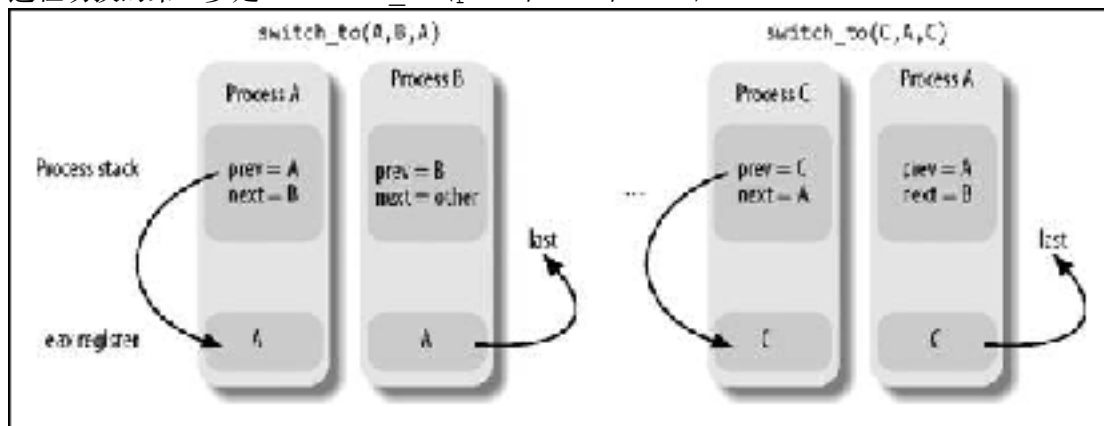 switch_to(A,B,A)
switch_to(C,A,C)
Process A
Process B
Process C
Process A
Process stack
prev = A
next = B
prev = B
next = other
....
prev = C
next = A
prev = A
next = B
last
last
eax register
A
A
C
C